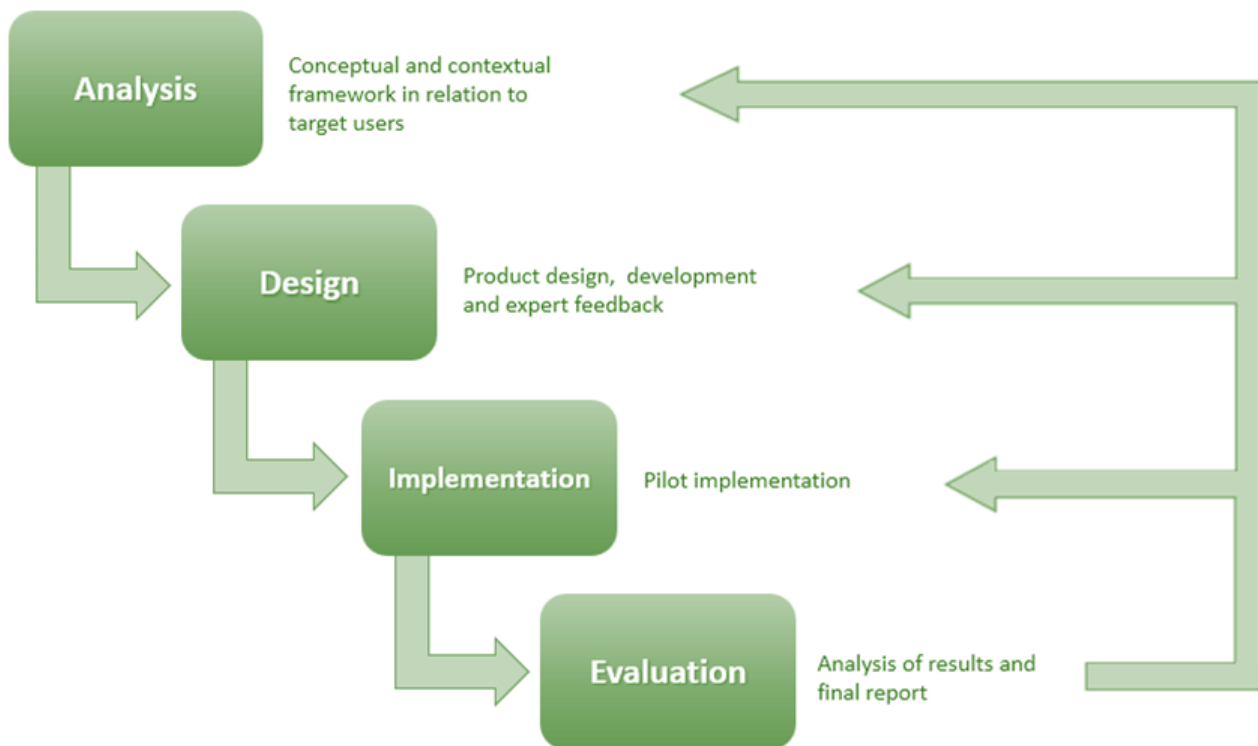 Analysis
Conceptual and contextual
framework in relation to
target users
Design
Product design, development
and expert feedback
Implementation
Pilot implementation
Evaluation
Analysis of results and
final report